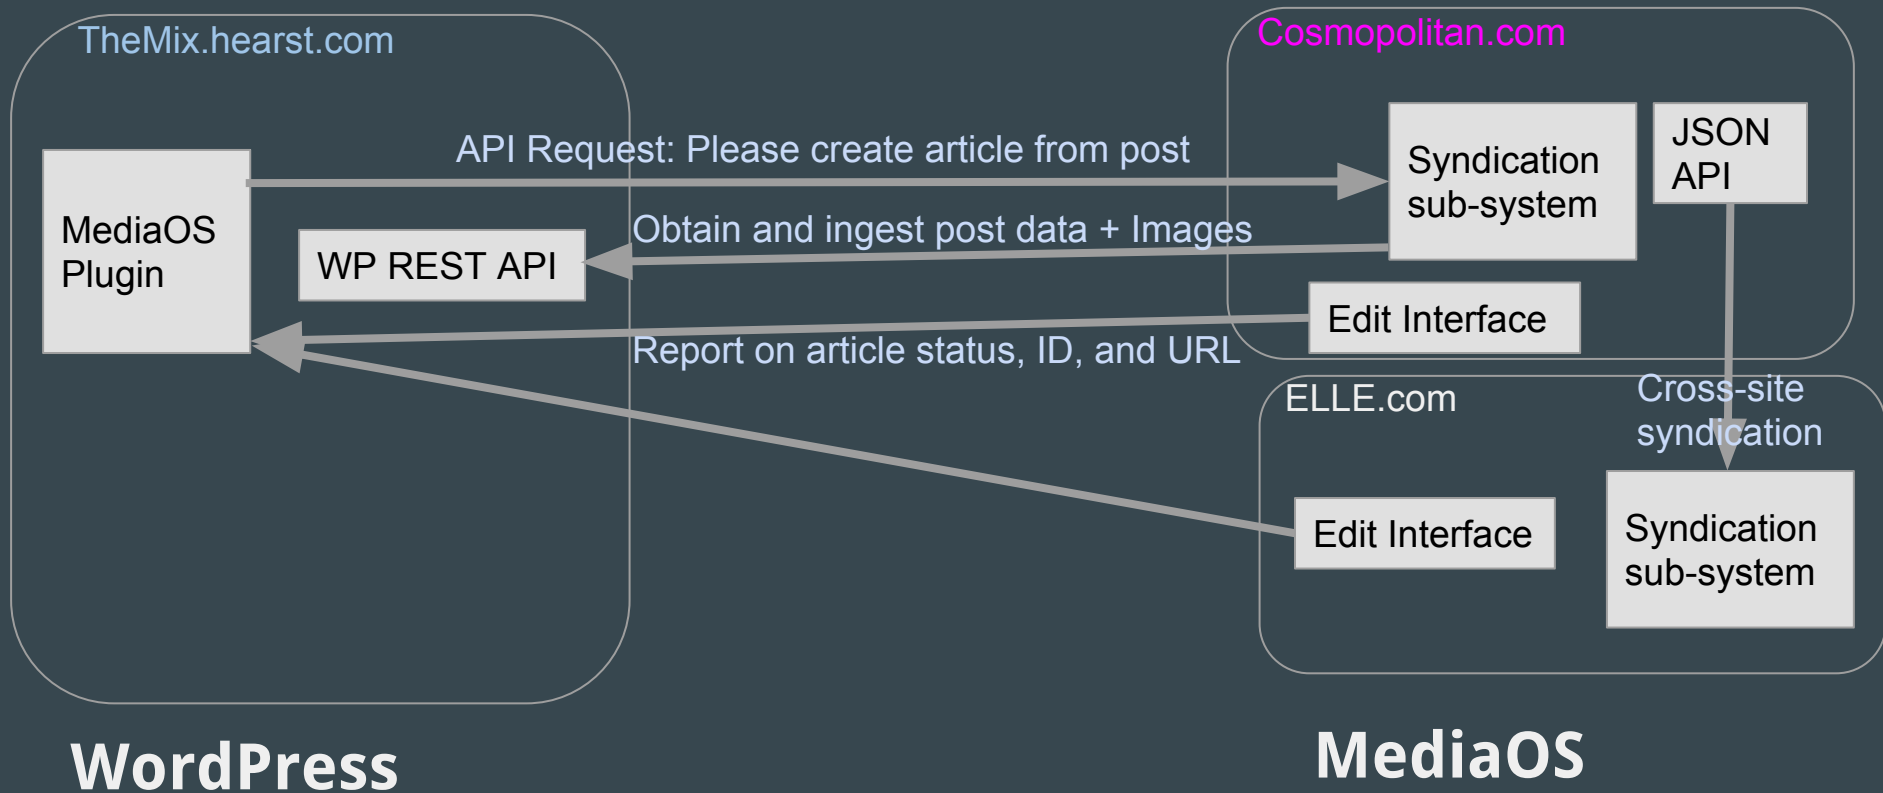 TheMix.hearst.com
Cosmopolitan.com
API Request: Please create article from post
Syndication
sub-system
JSON
API
MediaOS
Plugin
Obtain and ingest post data + Images
WP REST API
Edit Interface
Report on article status, ID, and URL
ELLE.com
Cross-site
syndication
Edit Interface
Syndication
sub-system
WordPress
MediaOS